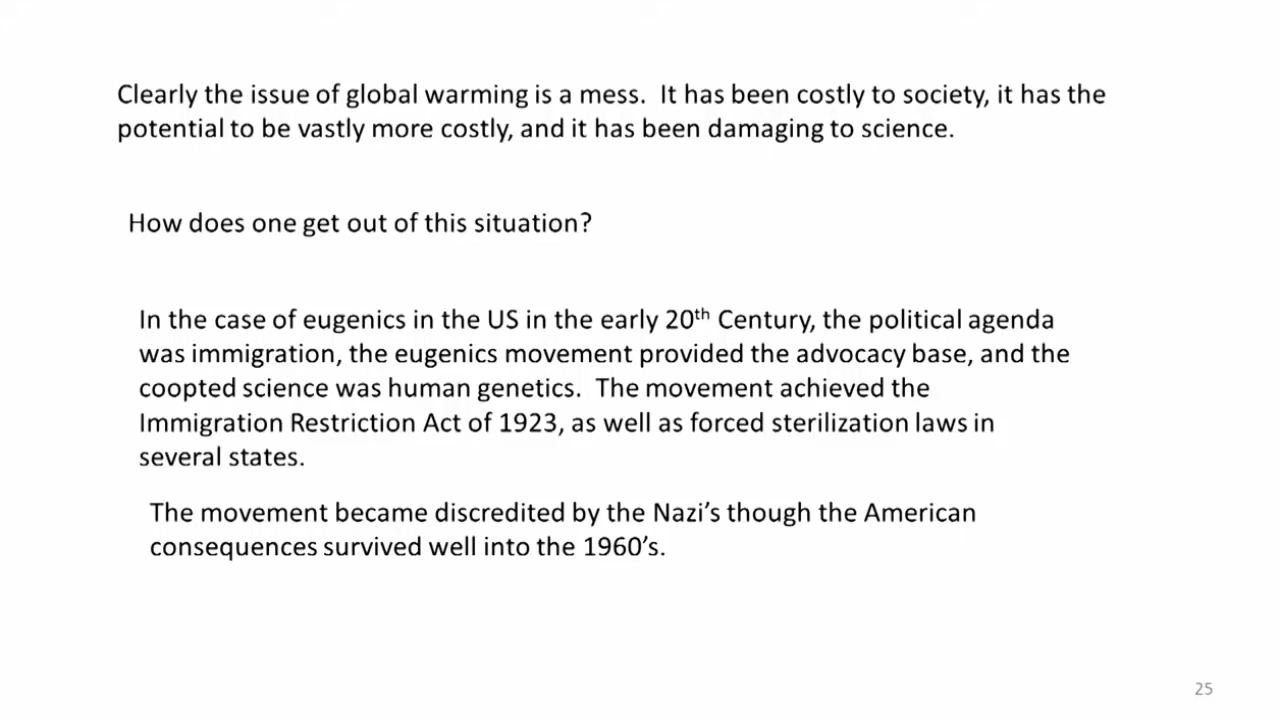 Clearly the issue of global warming is a mess.  It has been costly to society, it has the
potential to be vastly more costly, and it has been damaging to science.
How does one get out of this situation?
In the case of eugenics in the US in the early 20th Century, the political agenda
was immigration, the eugenics movement provided the advocacy base, and the
coopted science was human genetics.  The movement achieved the
Immigration Restriction Act of 1923, as well as forced sterilization laws in
several states.
The movement became discredited by the Nazi’s though the American
consequences survived well into the 1960’s.
25